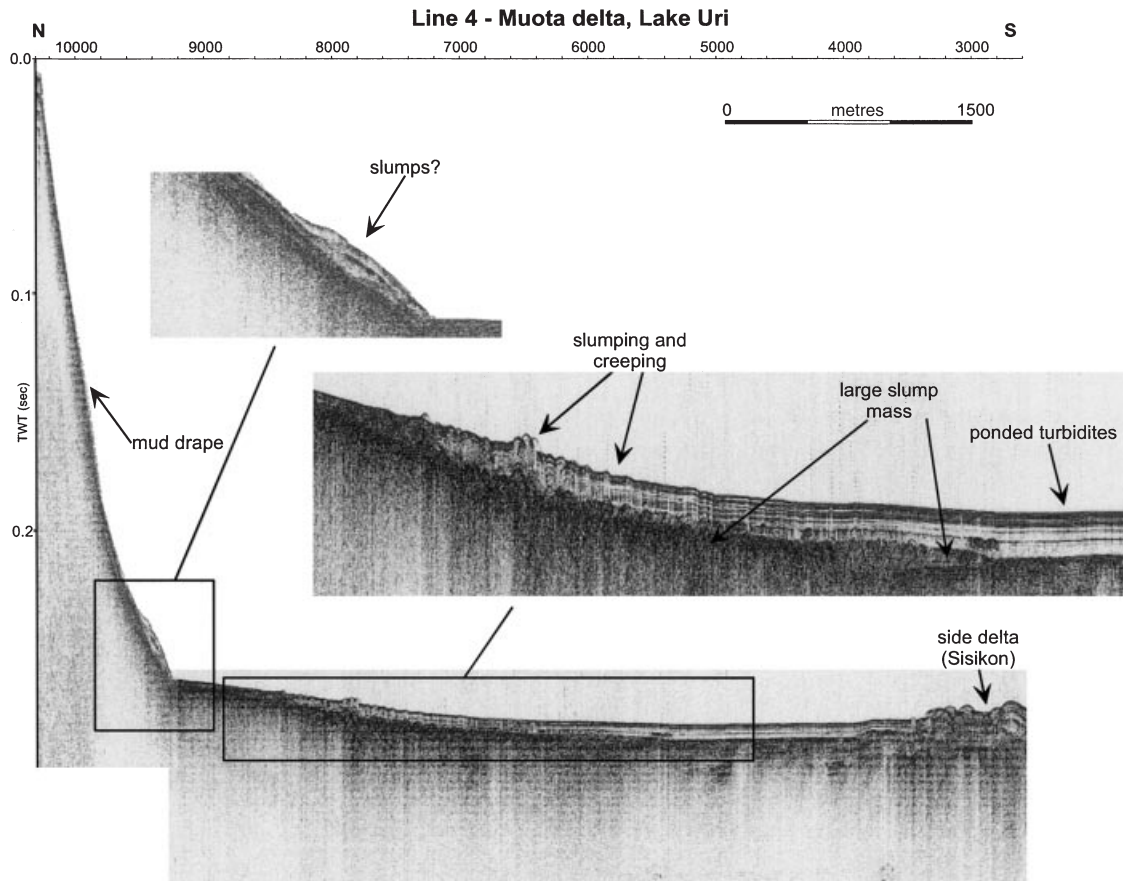 Line 4 - Muota delta, Lake Uri
N
S
10000 9000 8000 7000 6000 5000 4000 3000
0.0
0 metres 1500
slumps?
0.1
slumping and
creeping
large slump
mass
ponded turbidites
TWT (sec)
mud drape
0.2
side delta
(Sisikon)